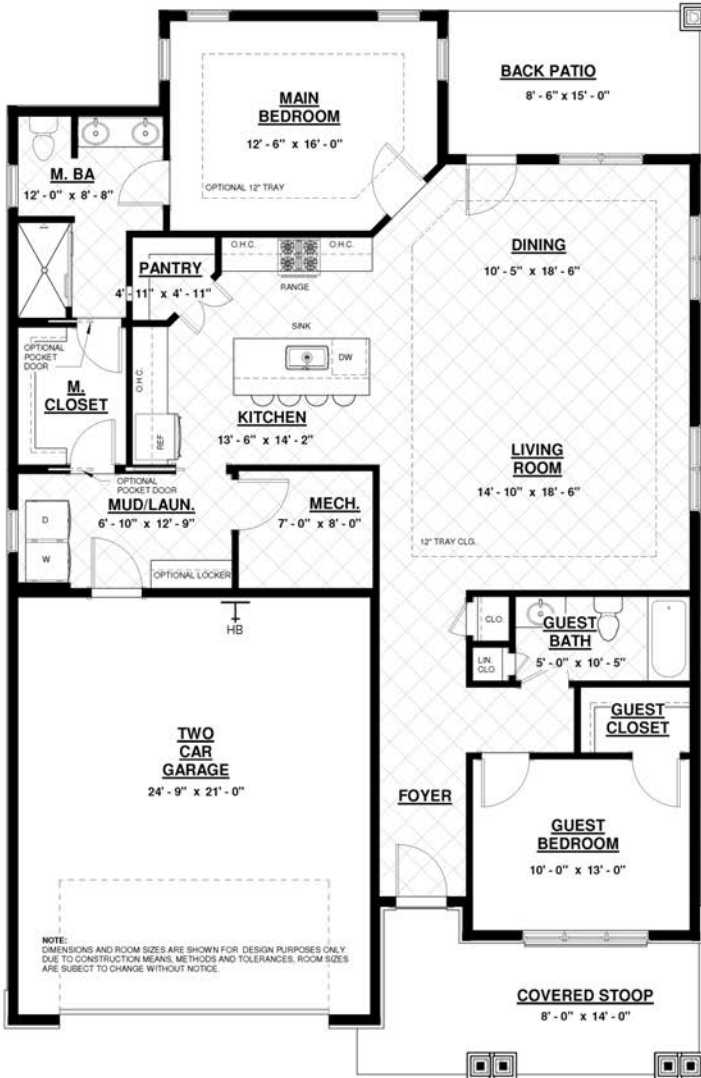 BACK PATIO
8' - 6" x 15' - 0"
MAIN
BEDROOM
12' - 6" x 16' - 0"
OPTIONAL 12" TRAY
M. BA
12' - 0" x 8' - 8"
PANTRY
4' - 11" x 4' - 11"
O.H.C.
O.H.C.
RANGE
DINING
10' - 5" x 18' - 6"
SINK
DW
OPTIONAL
POCKET
DOOR
M.
CLOSET
O.H.C.
REF
KITCHEN
13' - 6" x 14' - 2"
LIVING
ROOM
14' - 10" x 18' - 6"
12" TRAY CLG.
OPTIONAL
POCKET DOOR
MUD/LAUN.
6' - 10" x 12' - 9"
D
W
OPTIONAL LOCKER
MECH.
7' - 0" x 8' - 0"
HB
CLO.
LIN.
CLO.
GUEST
BATH
5' - 0" x 10' - 5"
GUEST
CLOSET
TWO
CAR
GARAGE
24' - 9" x 21' - 0"
FOYER
GUEST
BEDROOM
10' - 0" x 13' - 0"
NOTE:
DIMENSIONS AND ROOM SIZES ARE SHOWN FOR DESIGN PURPOSES ONLY.
DUE TO CONSTRUCTION MEANS, METHODS AND TOLERANCES, ROOM SIZES
ARE SUBECT TO CHANGE WITHOUT NOTICE.
COVERED STOOP
8' - 0" x 14' - 0"